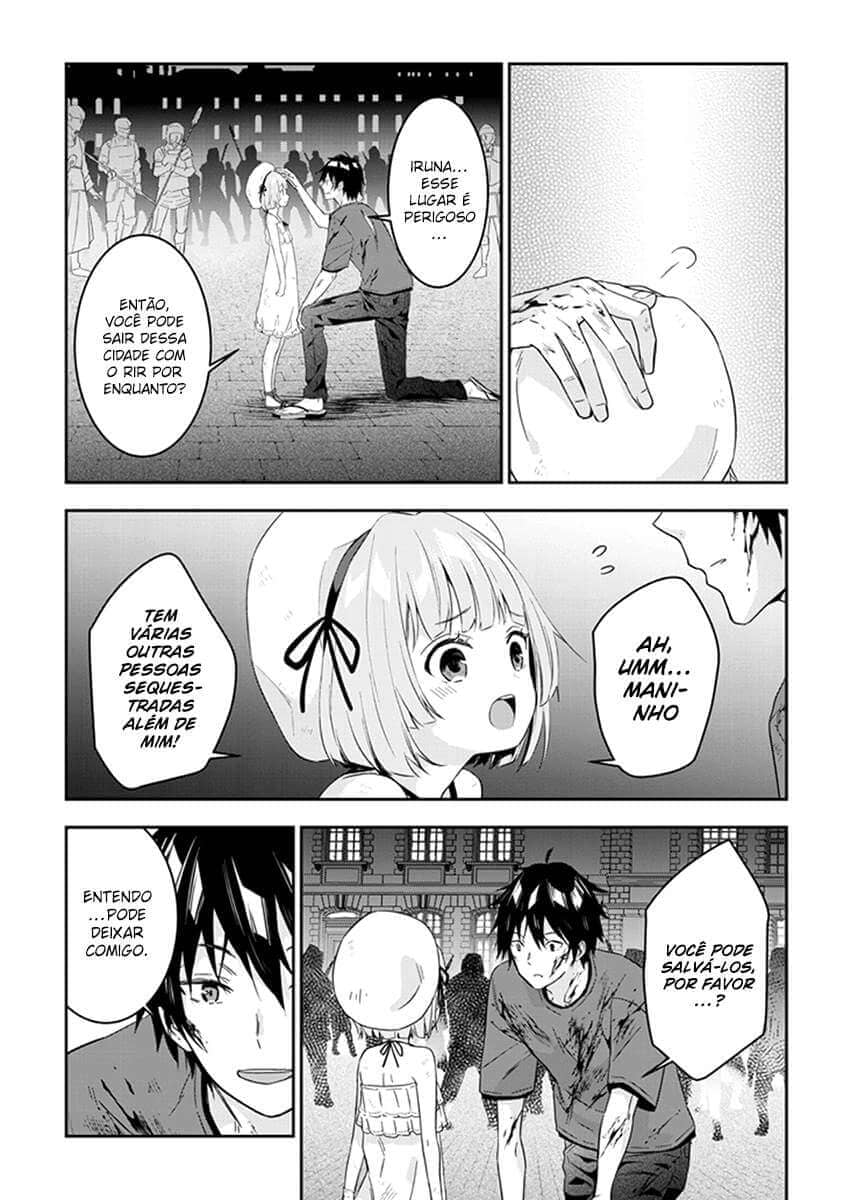 IRUNA...
ESSE
LUGAR É
PERIGOSO
...
ENTÃO,
VOCÊ PODE
SAIR DESSA
CIDADE COM
O RIR POR
ENQUANTO?
AH,
UMM...
MANI-
NHO
TEM
VÁRIAS
OUTRAS
PESSOAS
SEQUES-
TRADAS
ALÉM DE
MIM!
VOCÊ PODE
SALVÁ-LOS,
POR FAVOR
...?
ENTENDO
...PODE
DEIXAR
COMIGO.